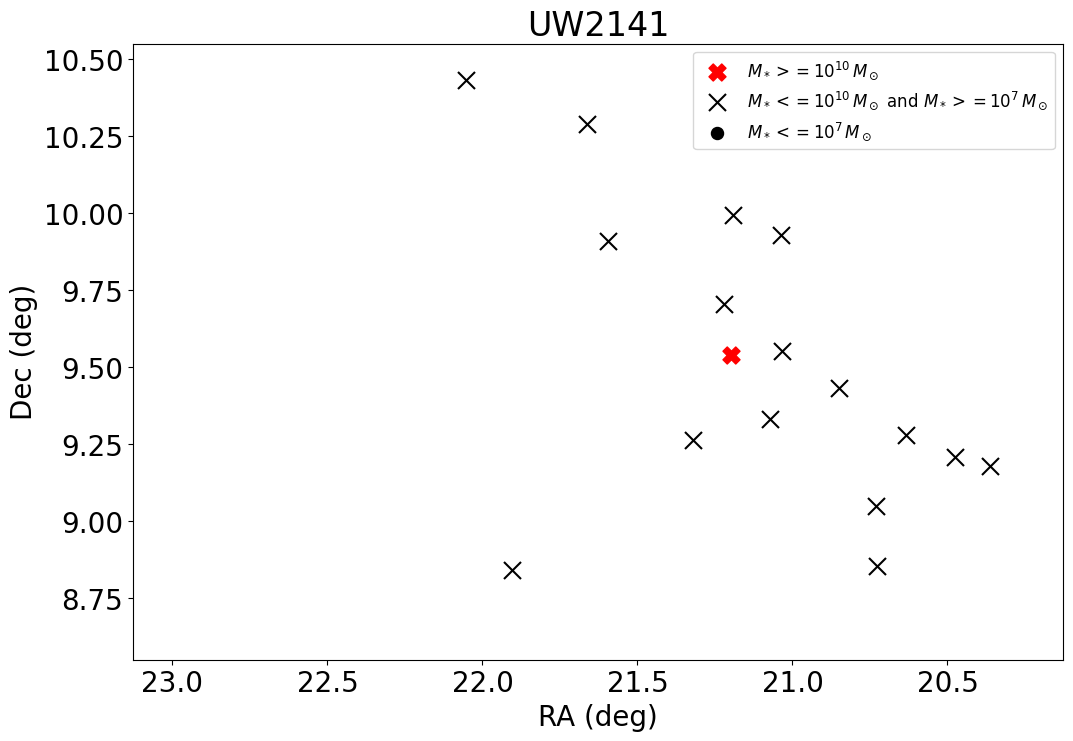 UW2141
10.50
10.25
10.00
9.75
9.50
9.25
9.00
8.75
Dec (deg)
M* >= 10^10 M⊙
M* <= 10^10 M⊙ and M* >= 10^7 M⊙
M* <= 10^7 M⊙
23.0 22.5 22.0 21.5 21.0 20.5
RA (deg)